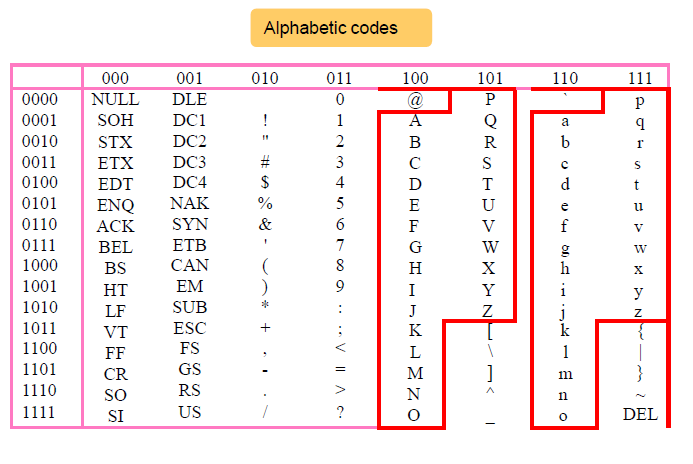 Alphabetic codes
000 001 010 011 100 101 110 111
0000 NULL DLE 0 @ P ` p
0001 SOH DC1 ! 1 A Q a q
0010 STX DC2 " 2 B R b r
0011 ETX DC3 # 3 C S c s
0100 EDT DC4 $ 4 D T d t
0101 ENQ NAK % 5 E U e u
0110 ACK SYN & 6 F V f v
0111 BEL ETB ' 7 G W g w
1000 BS CAN ( 8 H X h x
1001 HT EM ) 9 I Y i y
1010 LF SUB * : J Z j z
1011 VT ESC + ; K [ k {
1100 FF FS , < L \ l |
1101 CR GS - = M ] m }
1110 SO RS . > N ^ n ~
1111 SI US / ? O _ o DEL